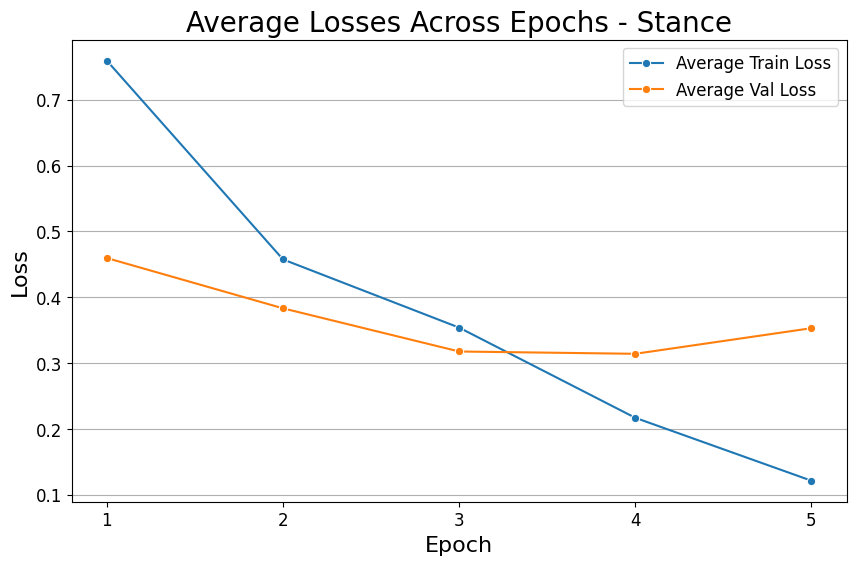 Average Losses Across Epochs - Stance
Average Train Loss
Average Val Loss
Loss
0.7
0.6
0.5
0.4
0.3
0.2
0.1
1 2 3 4 5
Epoch